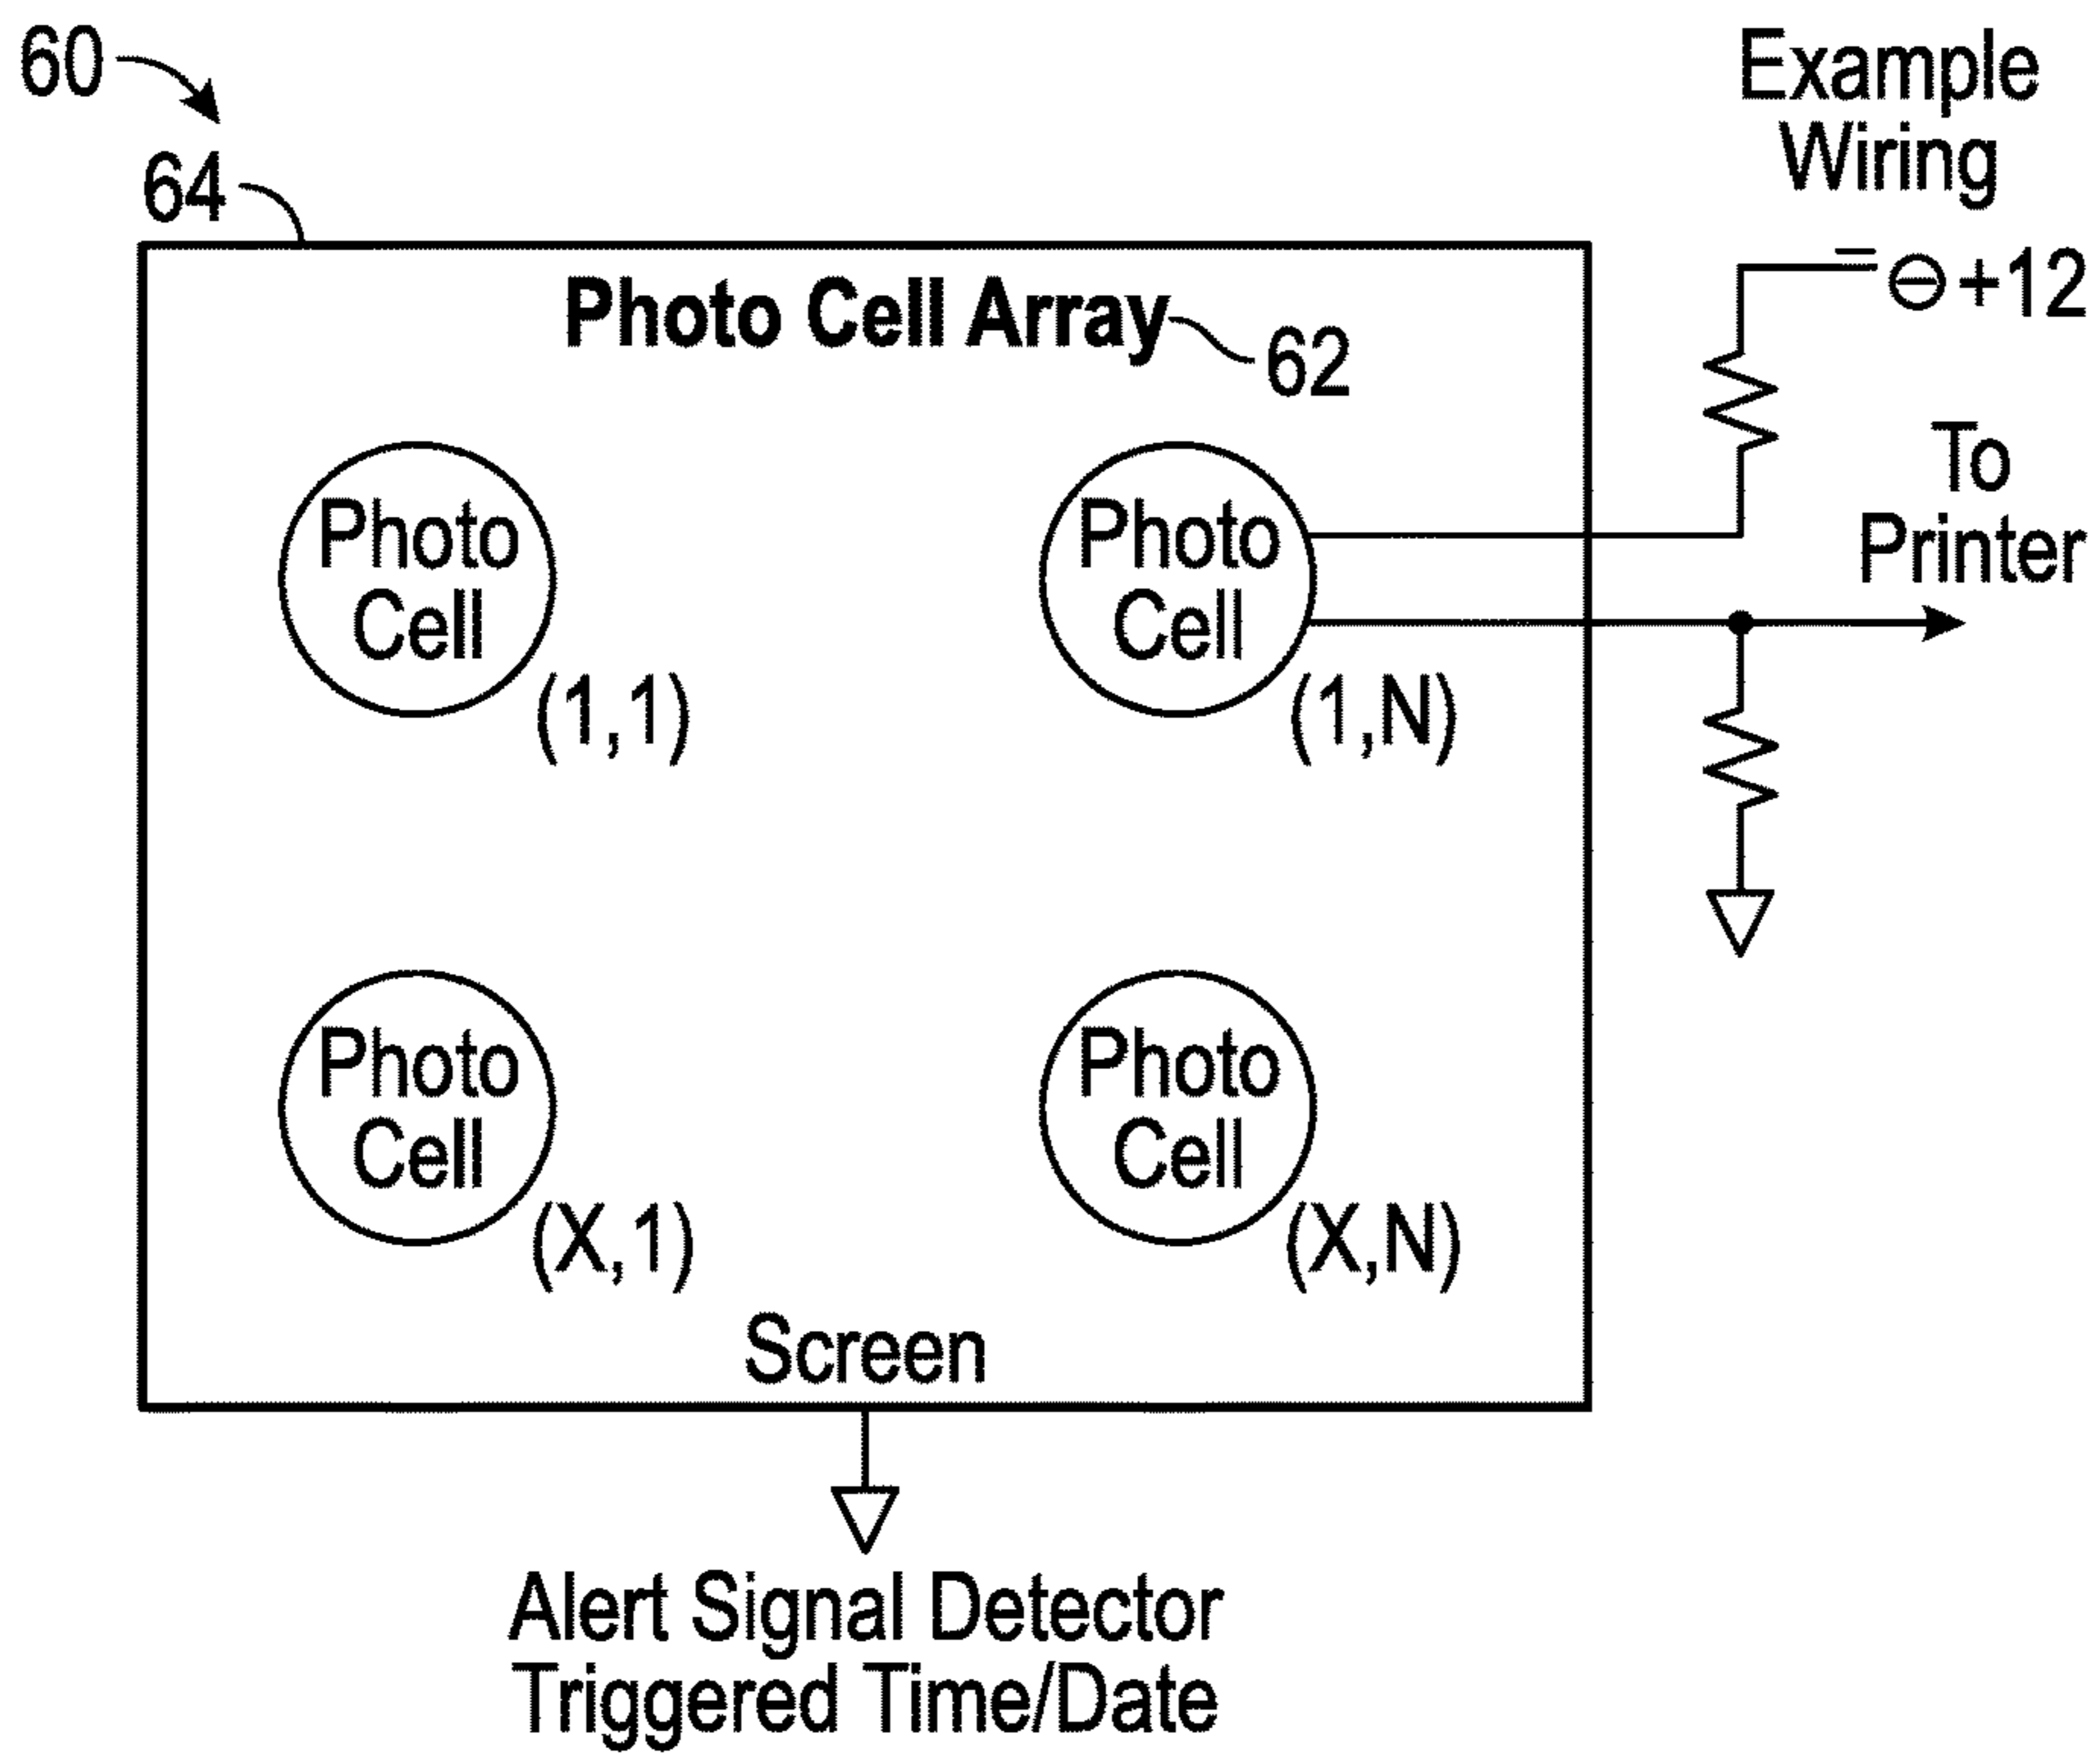 60
64
Example
Wiring
+12
Photo Cell Array
62
To
Printer
Photo
Cell
(1,1)
Photo
Cell
(1,N)
Photo
Cell
(X,1)
Photo
Cell
(X,N)
Screen
Alert Signal Detector
Triggered Time/Date